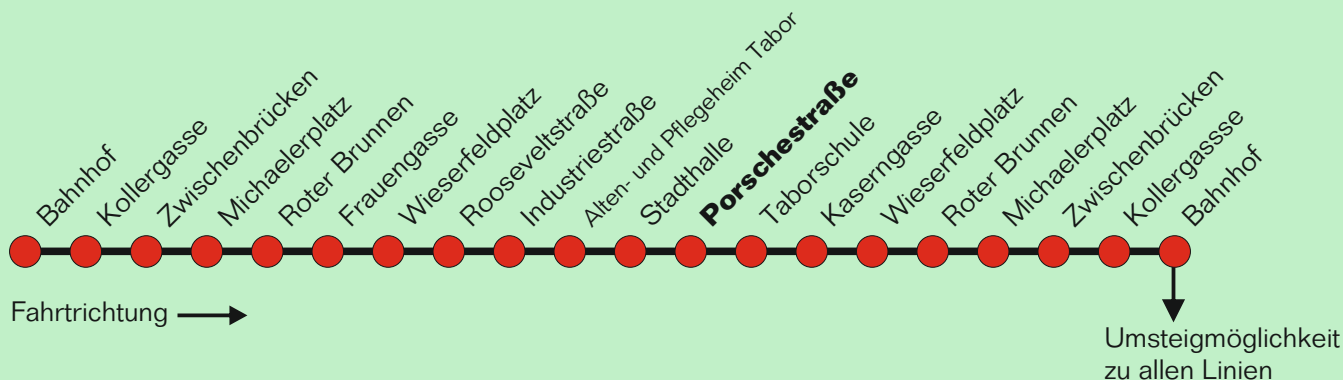 Bahnhof
Kollergasse
Zwischenbrücken
Michaelerplatz
Roter Brunnen
Frauengasse
Wieserfeldplatz
Rooseveltstraße
Industriestraße
Alten- und Pflegeheim Tabor
Stadthalle
Porschestraße
Taborschule
Kaserngasse
Wieserfeldplatz
Roter Brunnen
Michaelerplatz
Zwischenbrücken
Kollergasse
Bahnhof
Fahrtrichtung
Umsteigmöglichkeit
zu allen Linien